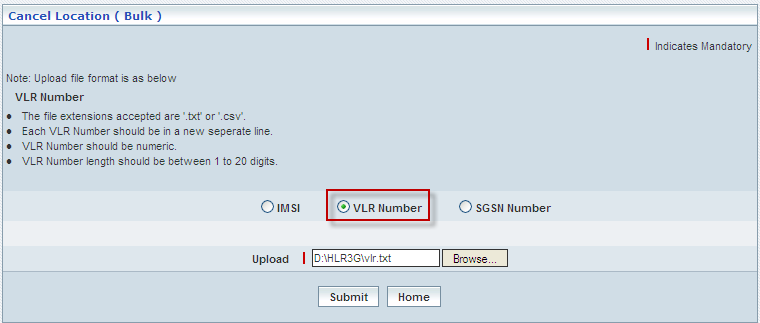 Cancel Location ( Bulk )
Indicates Mandatory
Note: Upload file format is as below
VLR Number
● The file extensions accepted are '.txt' or '.csv'.
● Each VLR Number should be in a new seperate line.
● VLR Number should be numeric.
● VLR Number length should be between 1 to 20 digits.
IMSI VLR Number SGSN Number
Upload D:\HLR3G\vlr.txt Browse...
Submit Home